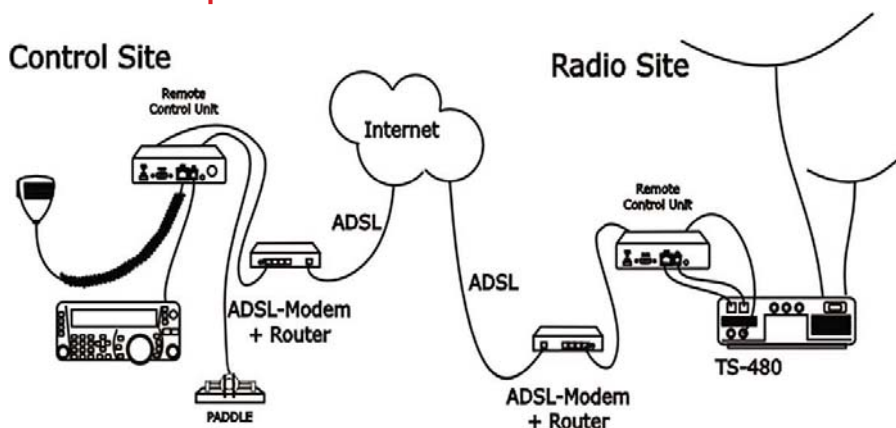 Control Site
Remote
Control Unit
ADSL
ADSL-Modem
+ Router
PADDLE
Internet
ADSL
Radio Site
Remote
Control Unit
TS-480
ADSL-Modem
+ Router